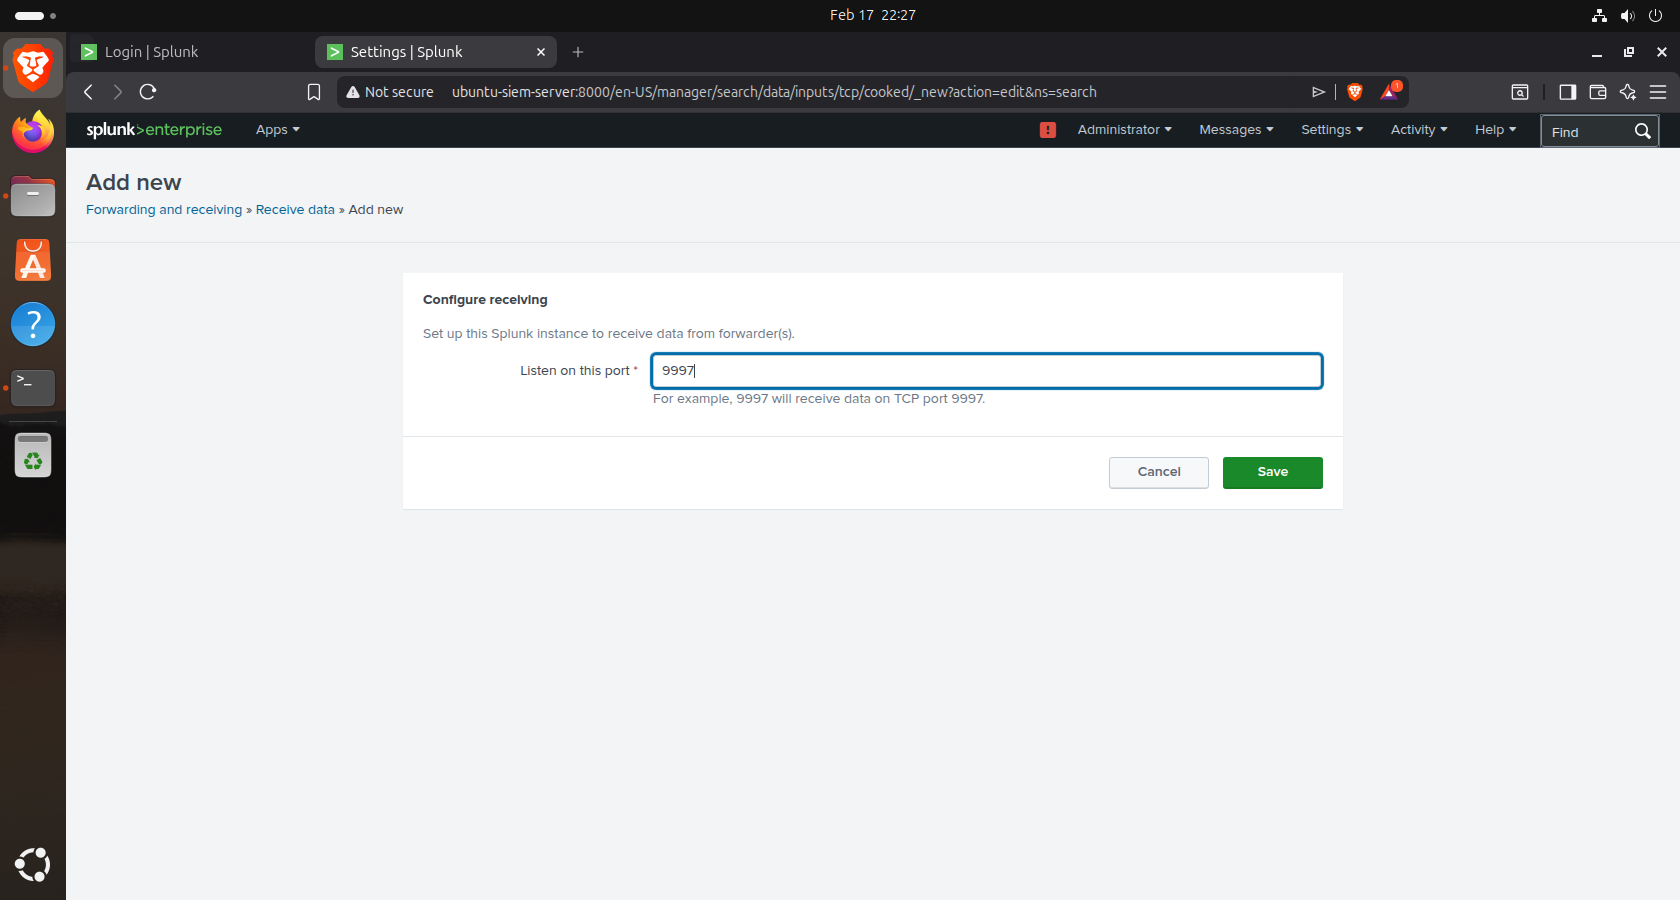 Feb 17 22:27
Login | Splunk
Settings | Splunk
Not secure ubuntu-siem-server:8000/en-US/manager/search/data/inputs/tcp/cooked/_new?action=edit&ns=search
1
splunk>enterprise Apps ! Administrator Messages Settings Activity Help Find
Add new
Forwarding and receiving » Receive data » Add new
Configure receiving
Set up this Splunk instance to receive data from forwarder(s).
Listen on this port * 9997
For example, 9997 will receive data on TCP port 9997.
Cancel Save